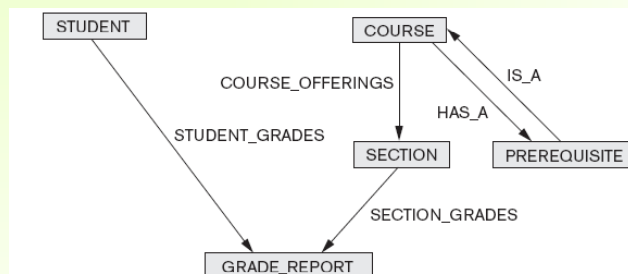 STUDENT
COURSE
IS_A
COURSE_OFFERINGS
HAS_A
STUDENT_GRADES
SECTION
PREREQUISITE
SECTION_GRADES
GRADE_REPORT